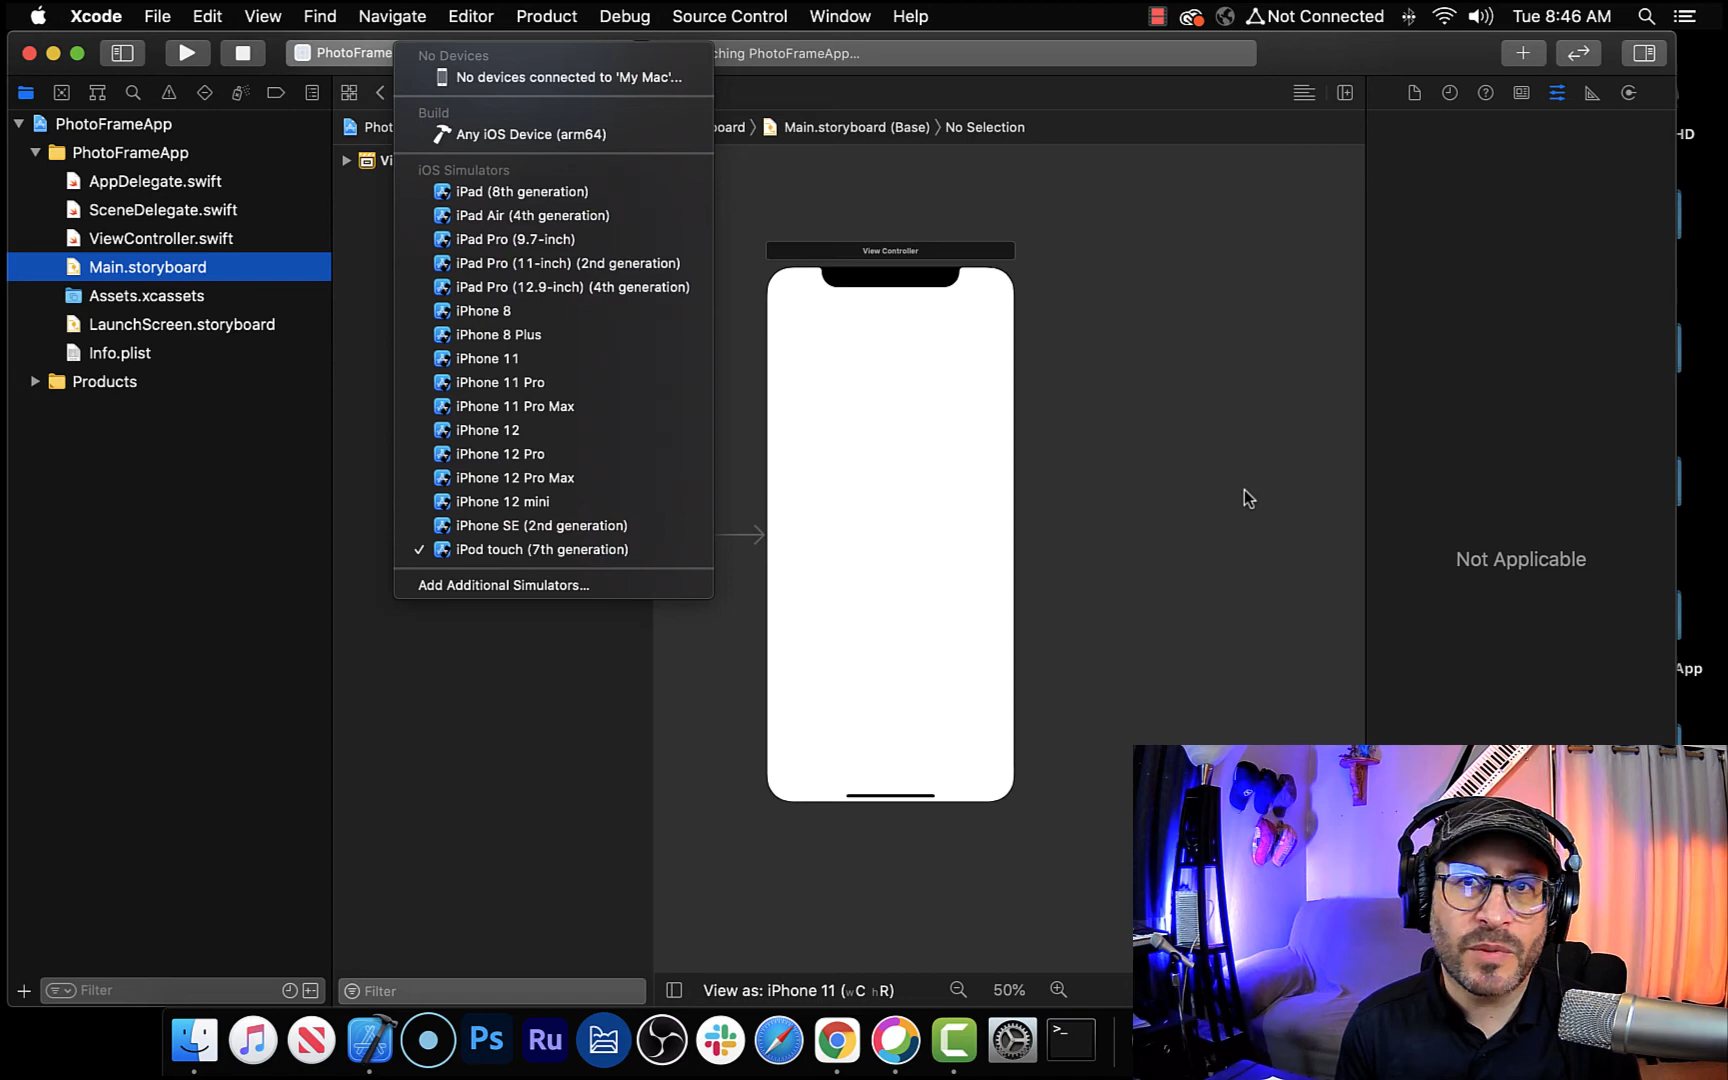 Xcode File Edit View Find Navigate Editor Product Debug Source Control Window Help Not Connected Tue 8:46 AM
PhotoFrame
ching PhotoFrameApp...
No Devices
No devices connected to 'My Mac'...
Build
Any iOS Device (arm64)
iOS Simulators
iPad (8th generation)
iPad Air (4th generation)
iPad Pro (9.7-inch)
iPad Pro (11-inch) (2nd generation)
iPad Pro (12.9-inch) (4th generation)
iPhone 8
iPhone 8 Plus
iPhone 11
iPhone 11 Pro
iPhone 11 Pro Max
iPhone 12
iPhone 12 Pro
iPhone 12 Pro Max
iPhone 12 mini
iPhone SE (2nd generation)
iPod touch (7th generation)
Add Additional Simulators...
PhotoFrameApp
PhotoFrameApp
AppDelegate.swift
SceneDelegate.swift
ViewController.swift
Main.storyboard
Assets.xcassets
LaunchScreen.storyboard
Info.plist
Products
Phot
board Main.storyboard (Base) No Selection
Vi
View Controller
Not Applicable
HD
App
Filter
Filter
View as: iPhone 11 (wC hR)
50%
Ps
Ru
C
>_